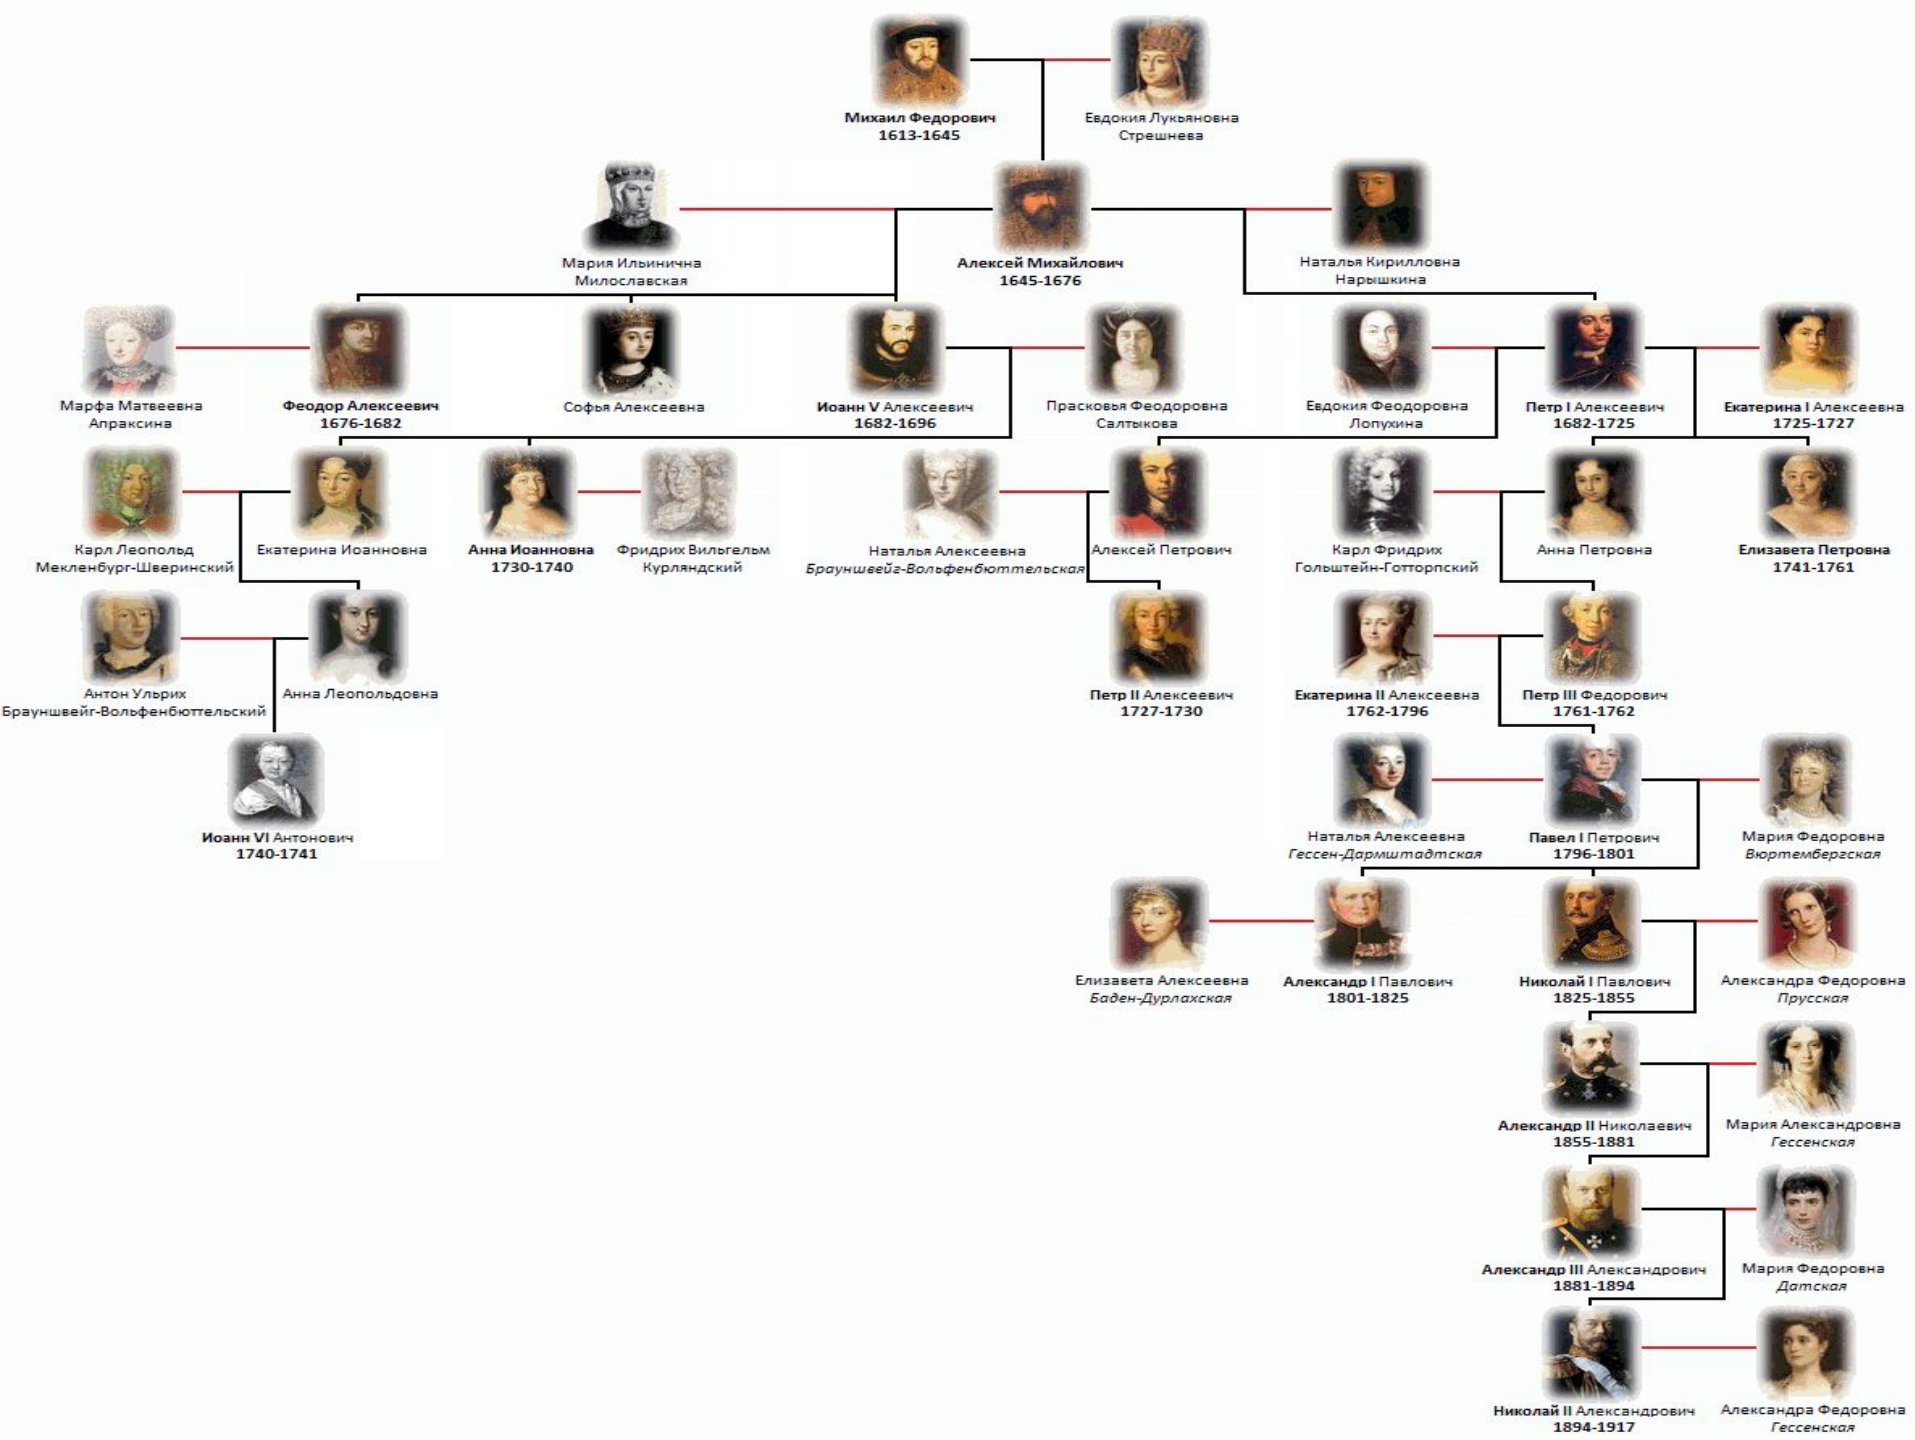 Михаил Федорович
1613-1645
Евдокия Лукьяновна
Стрешнева
Мария Ильинична
Милославская
Алексей Михайлович
1645-1676
Наталья Кирилловна
Нарышкина
Марфа Матвеевна
Апраксина
Феодор Алексеевич
1676-1682
Софья Алексеевна
Иоанн V Алексеевич
1682-1696
Прасковья Феодоровна
Салтыкова
Евдокия Феодоровна
Лопухина
Петр I Алексеевич
1682-1725
Екатерина I Алексеевна
1725-1727
Карл Леопольд
Мекленбург-Шверинский
Екатерина Иоанновна
Анна Иоанновна
1730-1740
Фридрих Вильгельм
Курляндский
Наталья Алексеевна
Брауншвейг-Вольфенбюттельская
Алексей Петрович
Карл Фридрих
Гольштейн-Готторпский
Анна Петровна
Елизавета Петровна
1741-1761
Антон Ульрих
Брауншвейг-Вольфенбюттельский
Анна Леопольдовна
Петр II Алексеевич
1727-1730
Екатерина II Алексеевна
1762-1796
Петр III Федорович
1761-1762
Иоанн VI Антонович
1740-1741
Наталья Алексеевна
Гессен-Дармштадтская
Павел I Петрович
1796-1801
Мария Федоровна
Вюртембергская
Елизавета Алексеевна
Баден-Дурлахская
Александр I Павлович
1801-1825
Николай I Павлович
1825-1855
Александра Федоровна
Прусская
Александр II Николаевич
1855-1881
Мария Александровна
Гессенская
Александр III Александрович
1881-1894
Мария Федоровна
Датская
Николай II Александрович
1894-1917
Александра Федоровна
Гессенская